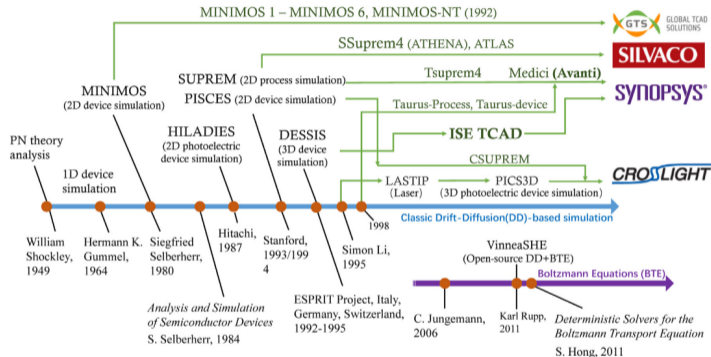 MINIMOS 1 – MINIMOS 6, MINIMOS-NT (1992)
GTS
GLOBAL TCAD
SOLUTIONS
SSuprem4 (ATHENA), ATLAS
SILVACO
SUPREM (2D process simulation)
Tsuprem4
Medici (Avanti)
MINIMOS
(2D device simulation)
PISCES (2D device simulation)
Taurus-Process, Taurus-device
SYNOPSYS®
PN theory
analysis
HILADIES
(2D photoelectric
device simulation)
DESSIS
(3D device
simulation)
ISE TCAD
CSUPREM
1D device
simulation
LASTIP
(Laser)
PICS3D
(3D photoelectric device simulation)
CROSSLIGHT
1998
Classic Drift-Diffusion(DD)-based simulation
William
Shockley,
1949
Hermann K.
Gummel,
1964
Siegfried
Selberherr,
1980
Hitachi,
1987
Stanford,
1993/199
4
Simon Li,
1995
VinneaSHE
(Open-source DD+BTE)
Boltzmann Equations (BTE)
Analysis and Simulation
of Semiconductor Devices
S. Selberherr, 1984
ESPRIT Project, Italy,
Germany, Switzerland,
1992-1995
C. Jungemann,
2006
Karl Rupp,
2011
Deterministic Solvers for the
Boltzmann Transport Equation
S. Hong, 2011